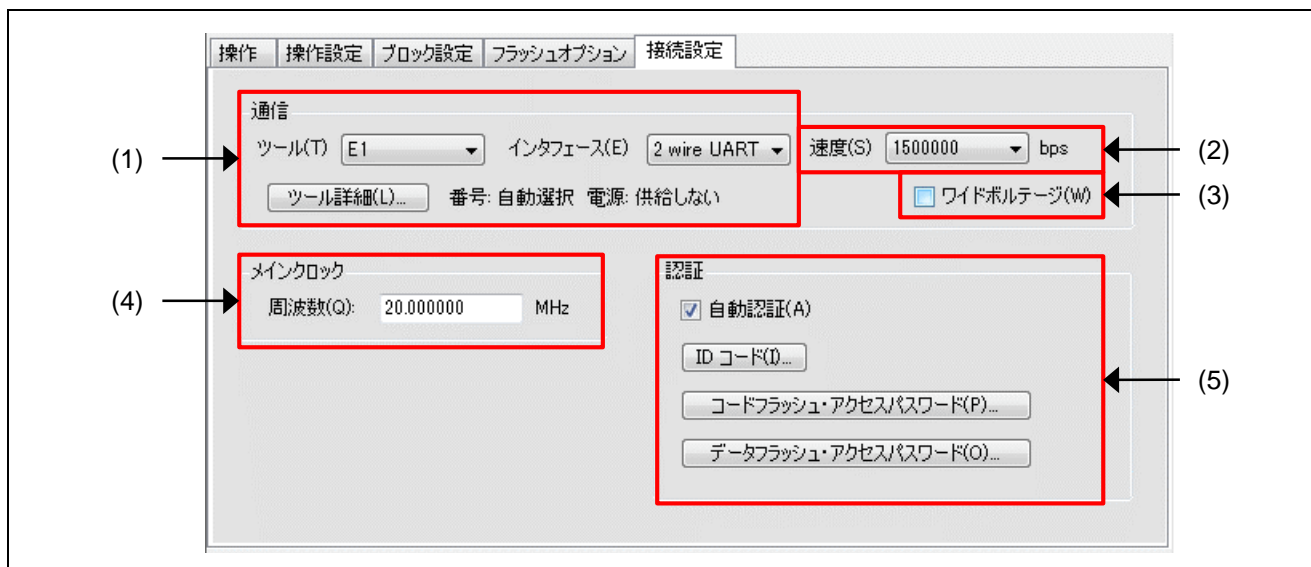 操作 操作設定 ブロック設定 フラッシュオプション 接続設定
通信
(1) ツール(T) E1 インタフェース(E) 2 wire UART 速度(S) 1500000 bps (2)
ツール詳細(L)... 番号: 自動選択 電源: 供給しない ワイドボルテージ(W) (3)
メインクロック 認証
(4) 周波数(Q): 20.000000 MHz 自動認証(A)
ID コード(I)...
コードフラッシュ・アクセスパスワード(P)... (5)
データフラッシュ・アクセスパスワード(O)...